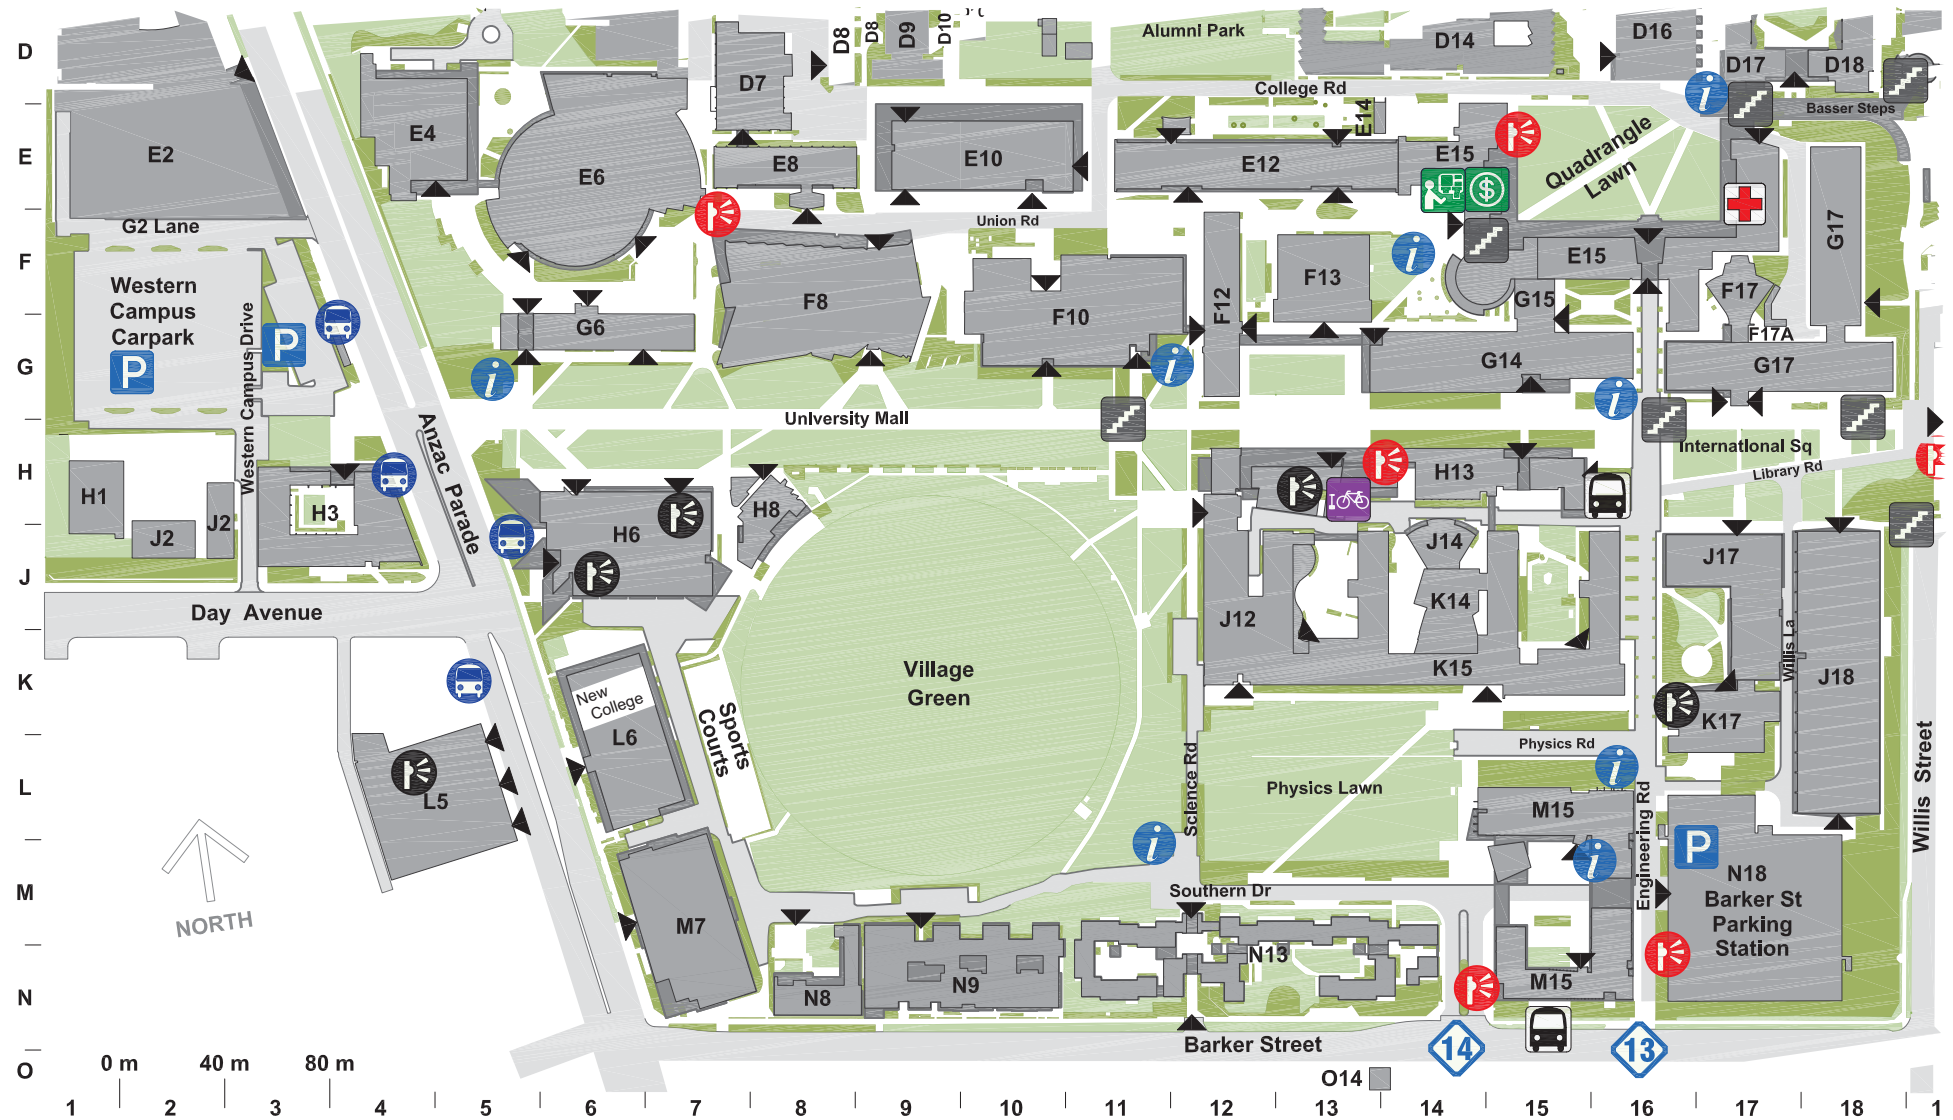 D
E
F
G
H
J
K
L
M
N
O
D8
D8
D9
D10
Alumni Park
D14
D16
D17
D18
D7
College Rd
Basser Steps
E2
E4
E6
E8
E10
E12
E14
E15
Quadrangle
Lawn
$
G2 Lane
Union Rd
Western
Campus
Carpark
P
P
Western Campus Drive
F8
F10
F12
F13
E15
G15
F17
F17A
G17
G6
G14
G17
i
i
i
i
i
University Mall
Anzac Parade
International Sq
Library Rd
H1
J2
J2
H3
H6
H8
H13
J14
J17
K14
J12
K15
J18
K17
Willis La
Willis Street
Day Avenue
Village
Green
New
College
L6
Sports
Courts
L5
Science Rd
Physics Rd
Physics Lawn
i
i
i
M15
Engineering Rd
P
N18
Barker St
Parking
Station
Southern Dr
M7
N8
N9
N13
M15
NORTH
Barker Street
14
13
O14
0 m
40 m
80 m
1
2
3
4
5
6
7
8
9
10
11
12
13
14
15
16
17
18